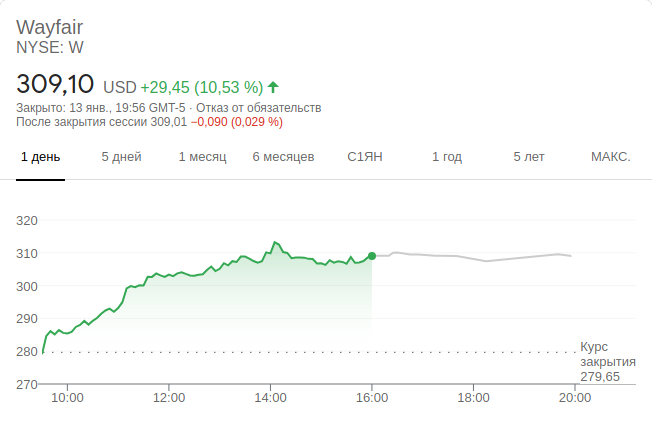 Wayfair
NYSE: W
309,10 USD +29,45 (10,53 %)
Закрыто: 13 янв., 19:56 GMT-5 · Отказ от обязательств
После закрытия сессии 309,01 −0,090 (0,029 %)
1 день 5 дней 1 месяц 6 месяцев С1ЯН 1 год 5 лет МАКС.
320
310
300
290
280
Курс
закрытия
279,65
270
10:00 12:00 14:00 16:00 18:00 20:00